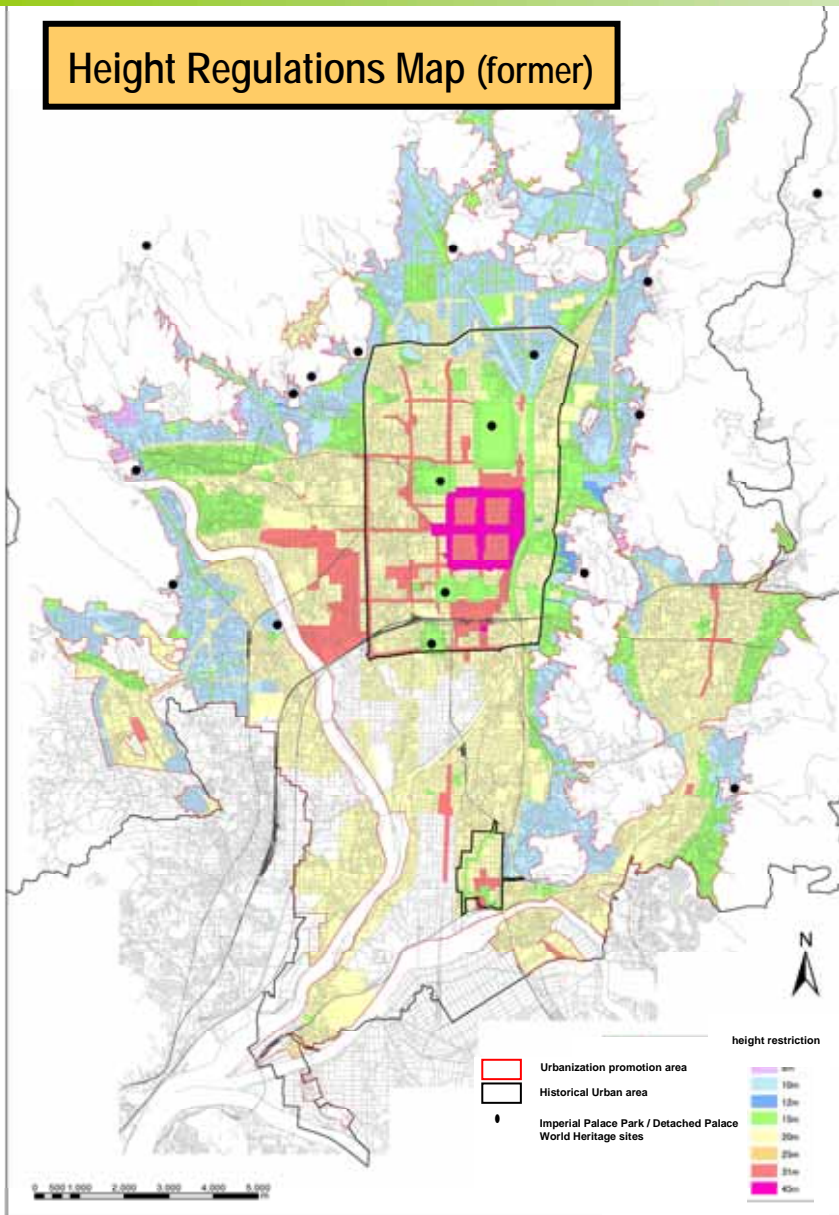 Height Regulations Map (former)
N
height restriction
Urbanization promotion area
Historical Urban area
Imperial Palace Park / Detached Palace
World Heritage sites
10m
12m
15m
20m
25m
31m
45m
0 500 1,000 2,000 3,000 4,000 5,000
m